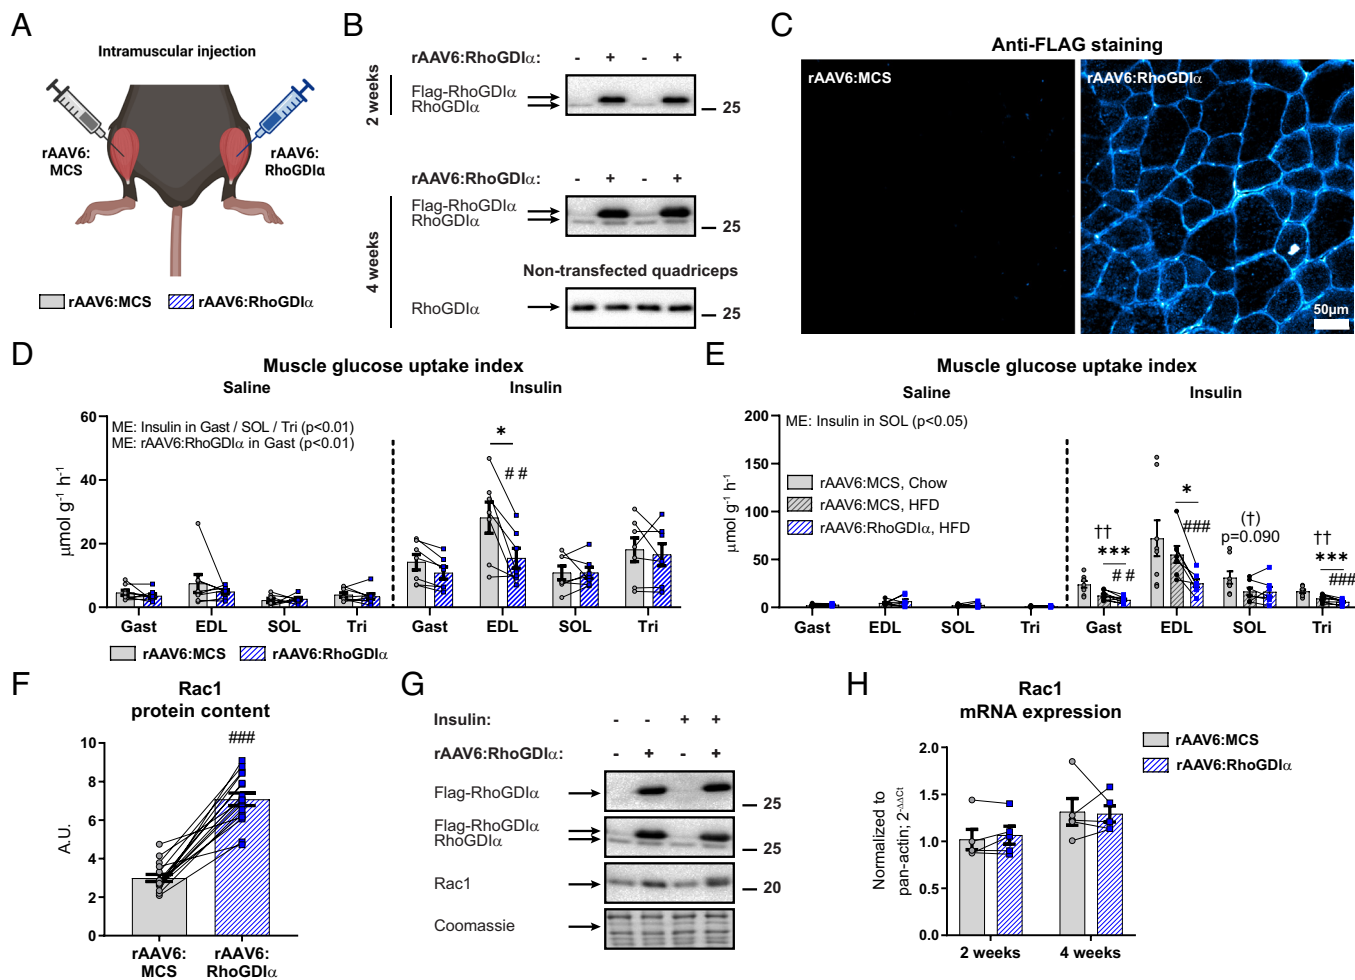 A
Intramuscular injection
rAAV6:
MCS
rAAV6:
RhoGDIα
rAAV6:MCS
rAAV6:RhoGDIα
B
2 weeks
rAAV6:RhoGDIα: - + - +
Flag-RhoGDIα
RhoGDIα
25
4 weeks
rAAV6:RhoGDIα: - + - +
Flag-RhoGDIα
RhoGDIα
25
Non-transfected quadriceps
RhoGDIα
25
C
Anti-FLAG staining
rAAV6:MCS
rAAV6:RhoGDIα
50µm
D
Muscle glucose uptake index
Saline Insulin
ME: Insulin in Gast / SOL / Tri (p<0.01)
ME: rAAV6:RhoGDIα in Gast (p<0.01)
µmol g⁻¹ h⁻¹
60
40
20
0
*
##
Gast EDL SOL Tri Gast EDL SOL Tri
rAAV6:MCS
rAAV6:RhoGDIα
E
Muscle glucose uptake index
Saline Insulin
ME: Insulin in SOL (p<0.05)
rAAV6:MCS, Chow
rAAV6:MCS, HFD
rAAV6:RhoGDIα, HFD
µmol g⁻¹ h⁻¹
200
150
100
50
0
††
***
##
*
###
(†)
p=0.090
††
***
###
Gast EDL SOL Tri Gast EDL SOL Tri
F
Rac1
protein content
###
A.U.
10
8
6
4
2
0
rAAV6:
MCS
rAAV6:
RhoGDIα
G
Insulin: - - + +
rAAV6:RhoGDIα: - + - +
Flag-RhoGDIα
25
Flag-RhoGDIα
RhoGDIα
25
Rac1
20
Coomassie
H
Rac1
mRNA expression
rAAV6:MCS
rAAV6:RhoGDIα
Normalized to
pan-actin; 2^-ΔΔCt
2.0
1.5
1.0
0.5
0.0
2 weeks 4 weeks